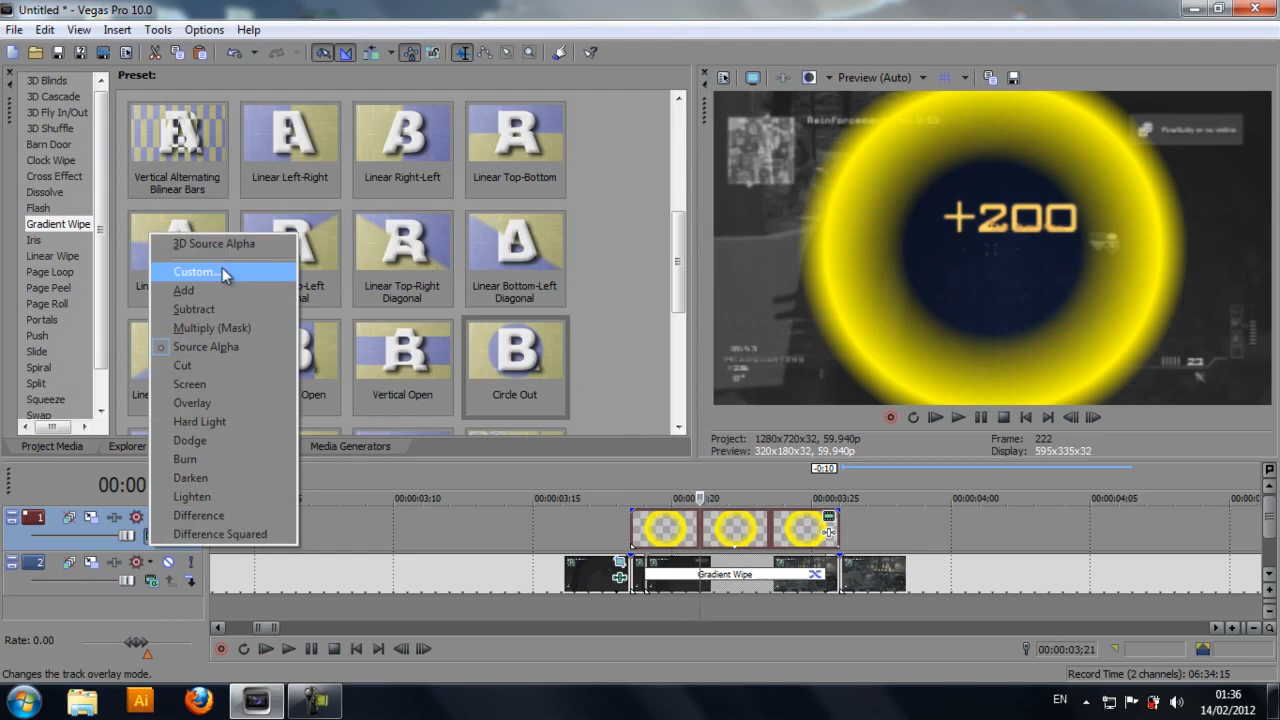 Untitled * - Vegas Pro 10.0
File Edit View Insert Tools Options Help
Preset:
3D Blinds
3D Cascade
3D Fly In/Out
3D Shuffle
Barn Door
Clock Wipe
Cross Effect
Dissolve
Flash
Gradient Wipe
Iris
Linear Wipe
Page Loop
Page Peel
Page Roll
Portals
Push
Slide
Spiral
Split
Squeeze
Swap
Vertical Alternating Bilinear Bars
Linear Left-Right
Linear Right-Left
Linear Top-Bottom
Linear Top-Right Diagonal
Linear Bottom-Left Diagonal
Vertical Open
Circle Out
3D Source Alpha
Custom...
Add
Subtract
Multiply (Mask)
Source Alpha
Cut
Screen
Overlay
Hard Light
Dodge
Burn
Darken
Lighten
Difference
Difference Squared
Project Media
Explorer
Media Generators
Preview (Auto)
+200
23
Project: 1280x720x32, 59.940p
Preview: 320x180x32, 59.940p
Frame: 222
Display: 595x335x32
-0:10
00:00
00:00:03:10
00:00:03:15
00:00:03:25
00:00:04:00
00:00:04:05
1
2
Gradient Wipe
Rate: 0.00
00:00:03;21
Changes the track overlay mode.
Record Time (2 channels): 06:34:15
Ai
EN
01:36
14/02/2012